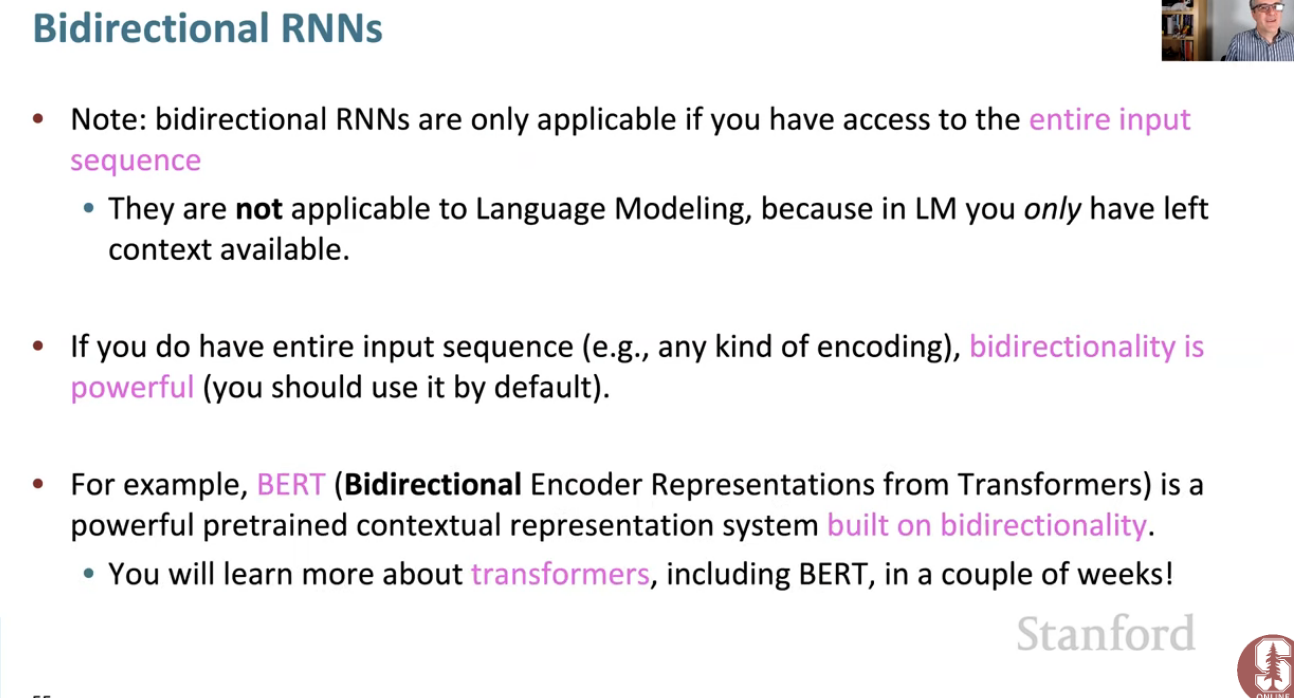 Bidirectional RNNs
• Note: bidirectional RNNs are only applicable if you have access to the entire input
sequence
• They are not applicable to Language Modeling, because in LM you only have left
context available.
• If you do have entire input sequence (e.g., any kind of encoding), bidirectionality is
powerful (you should use it by default).
• For example, BERT (Bidirectional Encoder Representations from Transformers) is a
powerful pretrained contextual representation system built on bidirectionality.
• You will learn more about transformers, including BERT, in a couple of weeks!
Stanford
S
ONLINE